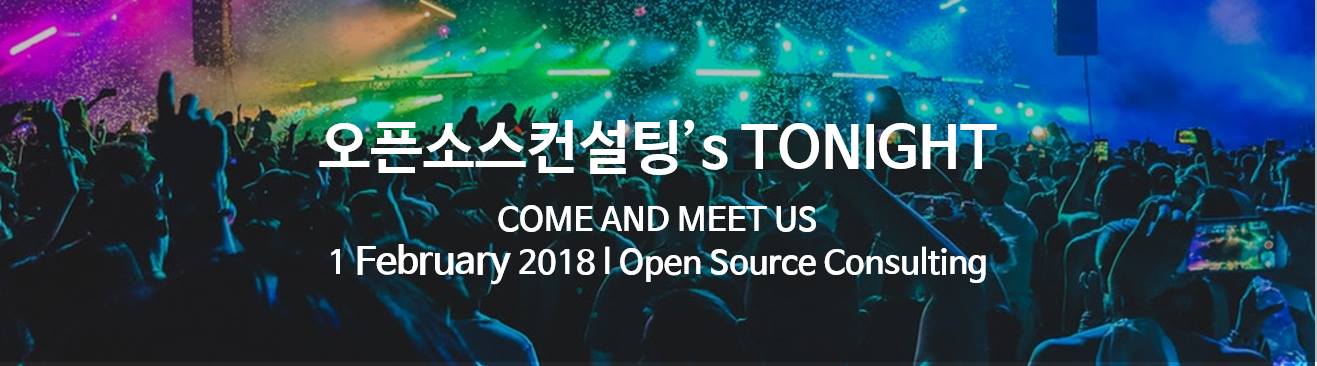 오픈소스컨설팅's TONIGHT
COME AND MEET US
1 February 2018 l Open Source Consulting